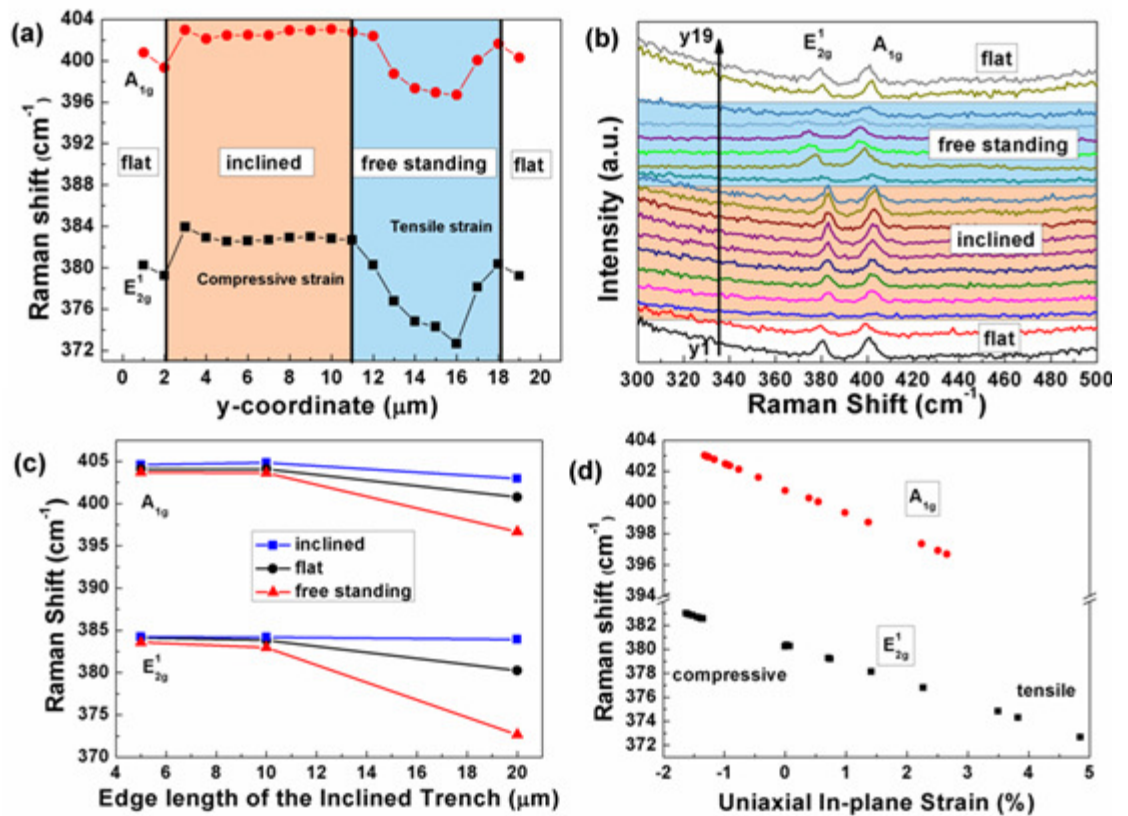 (a)
404
400
396
392
388
384
380
376
372
Raman shift (cm-1)
A1g
flat
inclined
free standing
flat
Tensile strain
Compressive strain
E12g
0 2 4 6 8 10 12 14 16 18 20
y-coordinate (μm)
(b)
y19
E12g
A1g
flat
free standing
inclined
flat
y1
Intensity (a.u.)
300 340 380 420 460 500
Raman Shift (cm-1)
(c)
405
400
395
390
385
380
375
370
Raman Shift (cm-1)
A1g
inclined
flat
free standing
E12g
4 6 8 10 12 14 16 18 20
Edge length of the Inclined Trench (μm)
(d)
404
402
400
398
396
394
382
380
378
376
374
372
Raman shift (cm-1)
A1g
E12g
compressive
tensile
-2 -1 0 1 2 3 4 5
Uniaxial In-plane Strain (%)